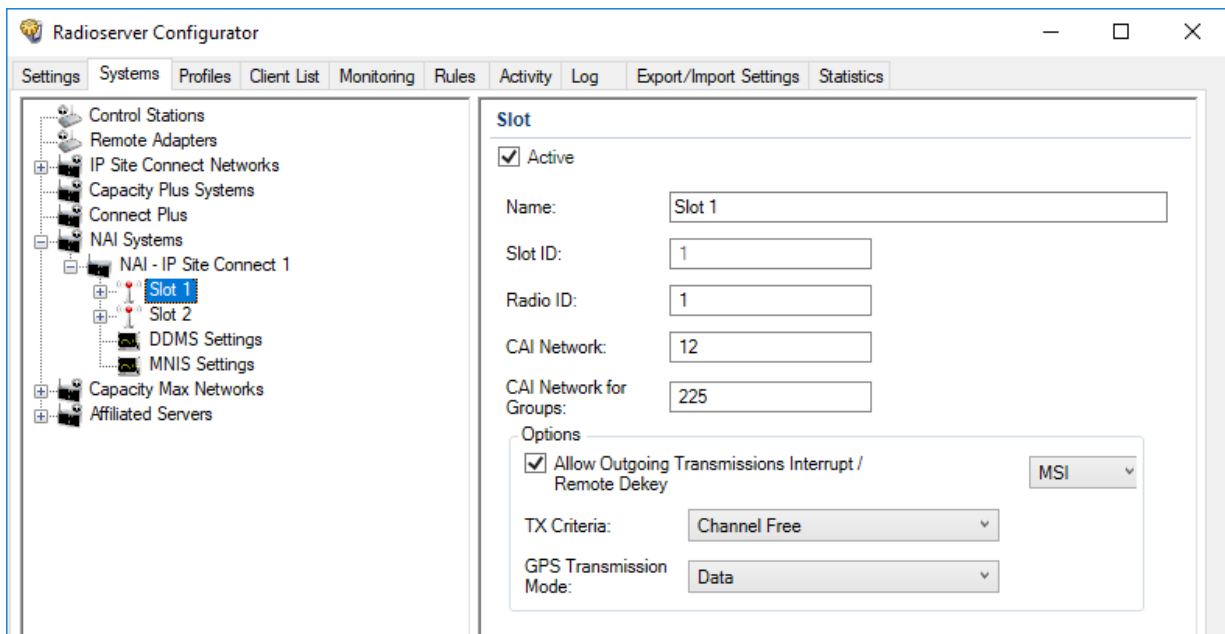 Radioserver Configurator
Settings Systems Profiles Client List Monitoring Rules Activity Log Export/Import Settings Statistics
Control Stations
Remote Adapters
IP Site Connect Networks
Capacity Plus Systems
Connect Plus
NAI Systems
NAI - IP Site Connect 1
Slot 1
Slot 2
DDMS Settings
MNIS Settings
Capacity Max Networks
Affiliated Servers
Slot
Active
Name: Slot 1
Slot ID: 1
Radio ID: 1
CAI Network: 12
CAI Network for
Groups: 225
Options
Allow Outgoing Transmissions Interrupt /
Remote Dekey MSI
TX Criteria: Channel Free
GPS Transmission
Mode: Data